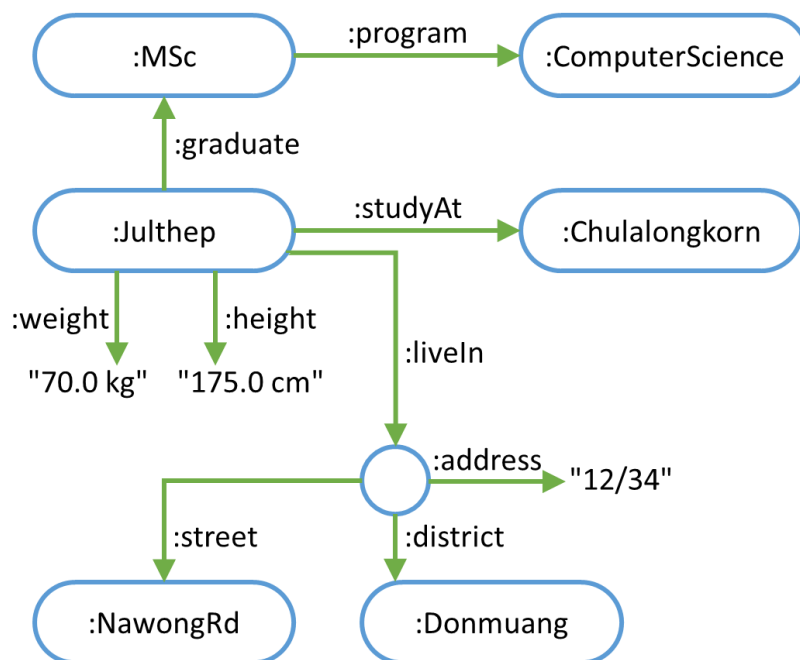 :program
:MSc
:ComputerScience
:graduate
:studyAt
:Julthep
:Chulalongkorn
:weight
:height
:liveIn
"70.0 kg"
"175.0 cm"
:address
"12/34"
:street
:district
:NawongRd
:Donmuang